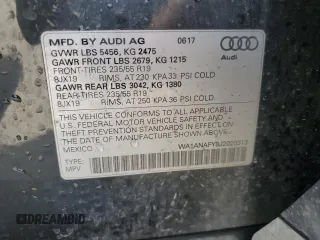 MFD. BY AUDI AG 0617
GVWR LBS 5456, KG 2475
GAWR FRONT LBS 2679, KG 1215
FRONT-TIRES 235/55 R19
8JX19 RIMS, AT 230 KPA 33 PSI COLD
GAWR REAR LBS 3042, KG 1380
REAR-TIRES 235/55 R19
8JX19 RIMS, AT 250 KPA 36 PSI COLD
THIS VEHICLE CONFORMS TO ALL APPLICABLE
U.S. FEDERAL MOTOR VEHICLE SAFETY AND
THEFT PREVENTION STANDARDS IN EFFECT ON
THE DATE OF MANUFACTURE SHOWN ABOVE.
MEXICO
TYPE:
MPV
Audi